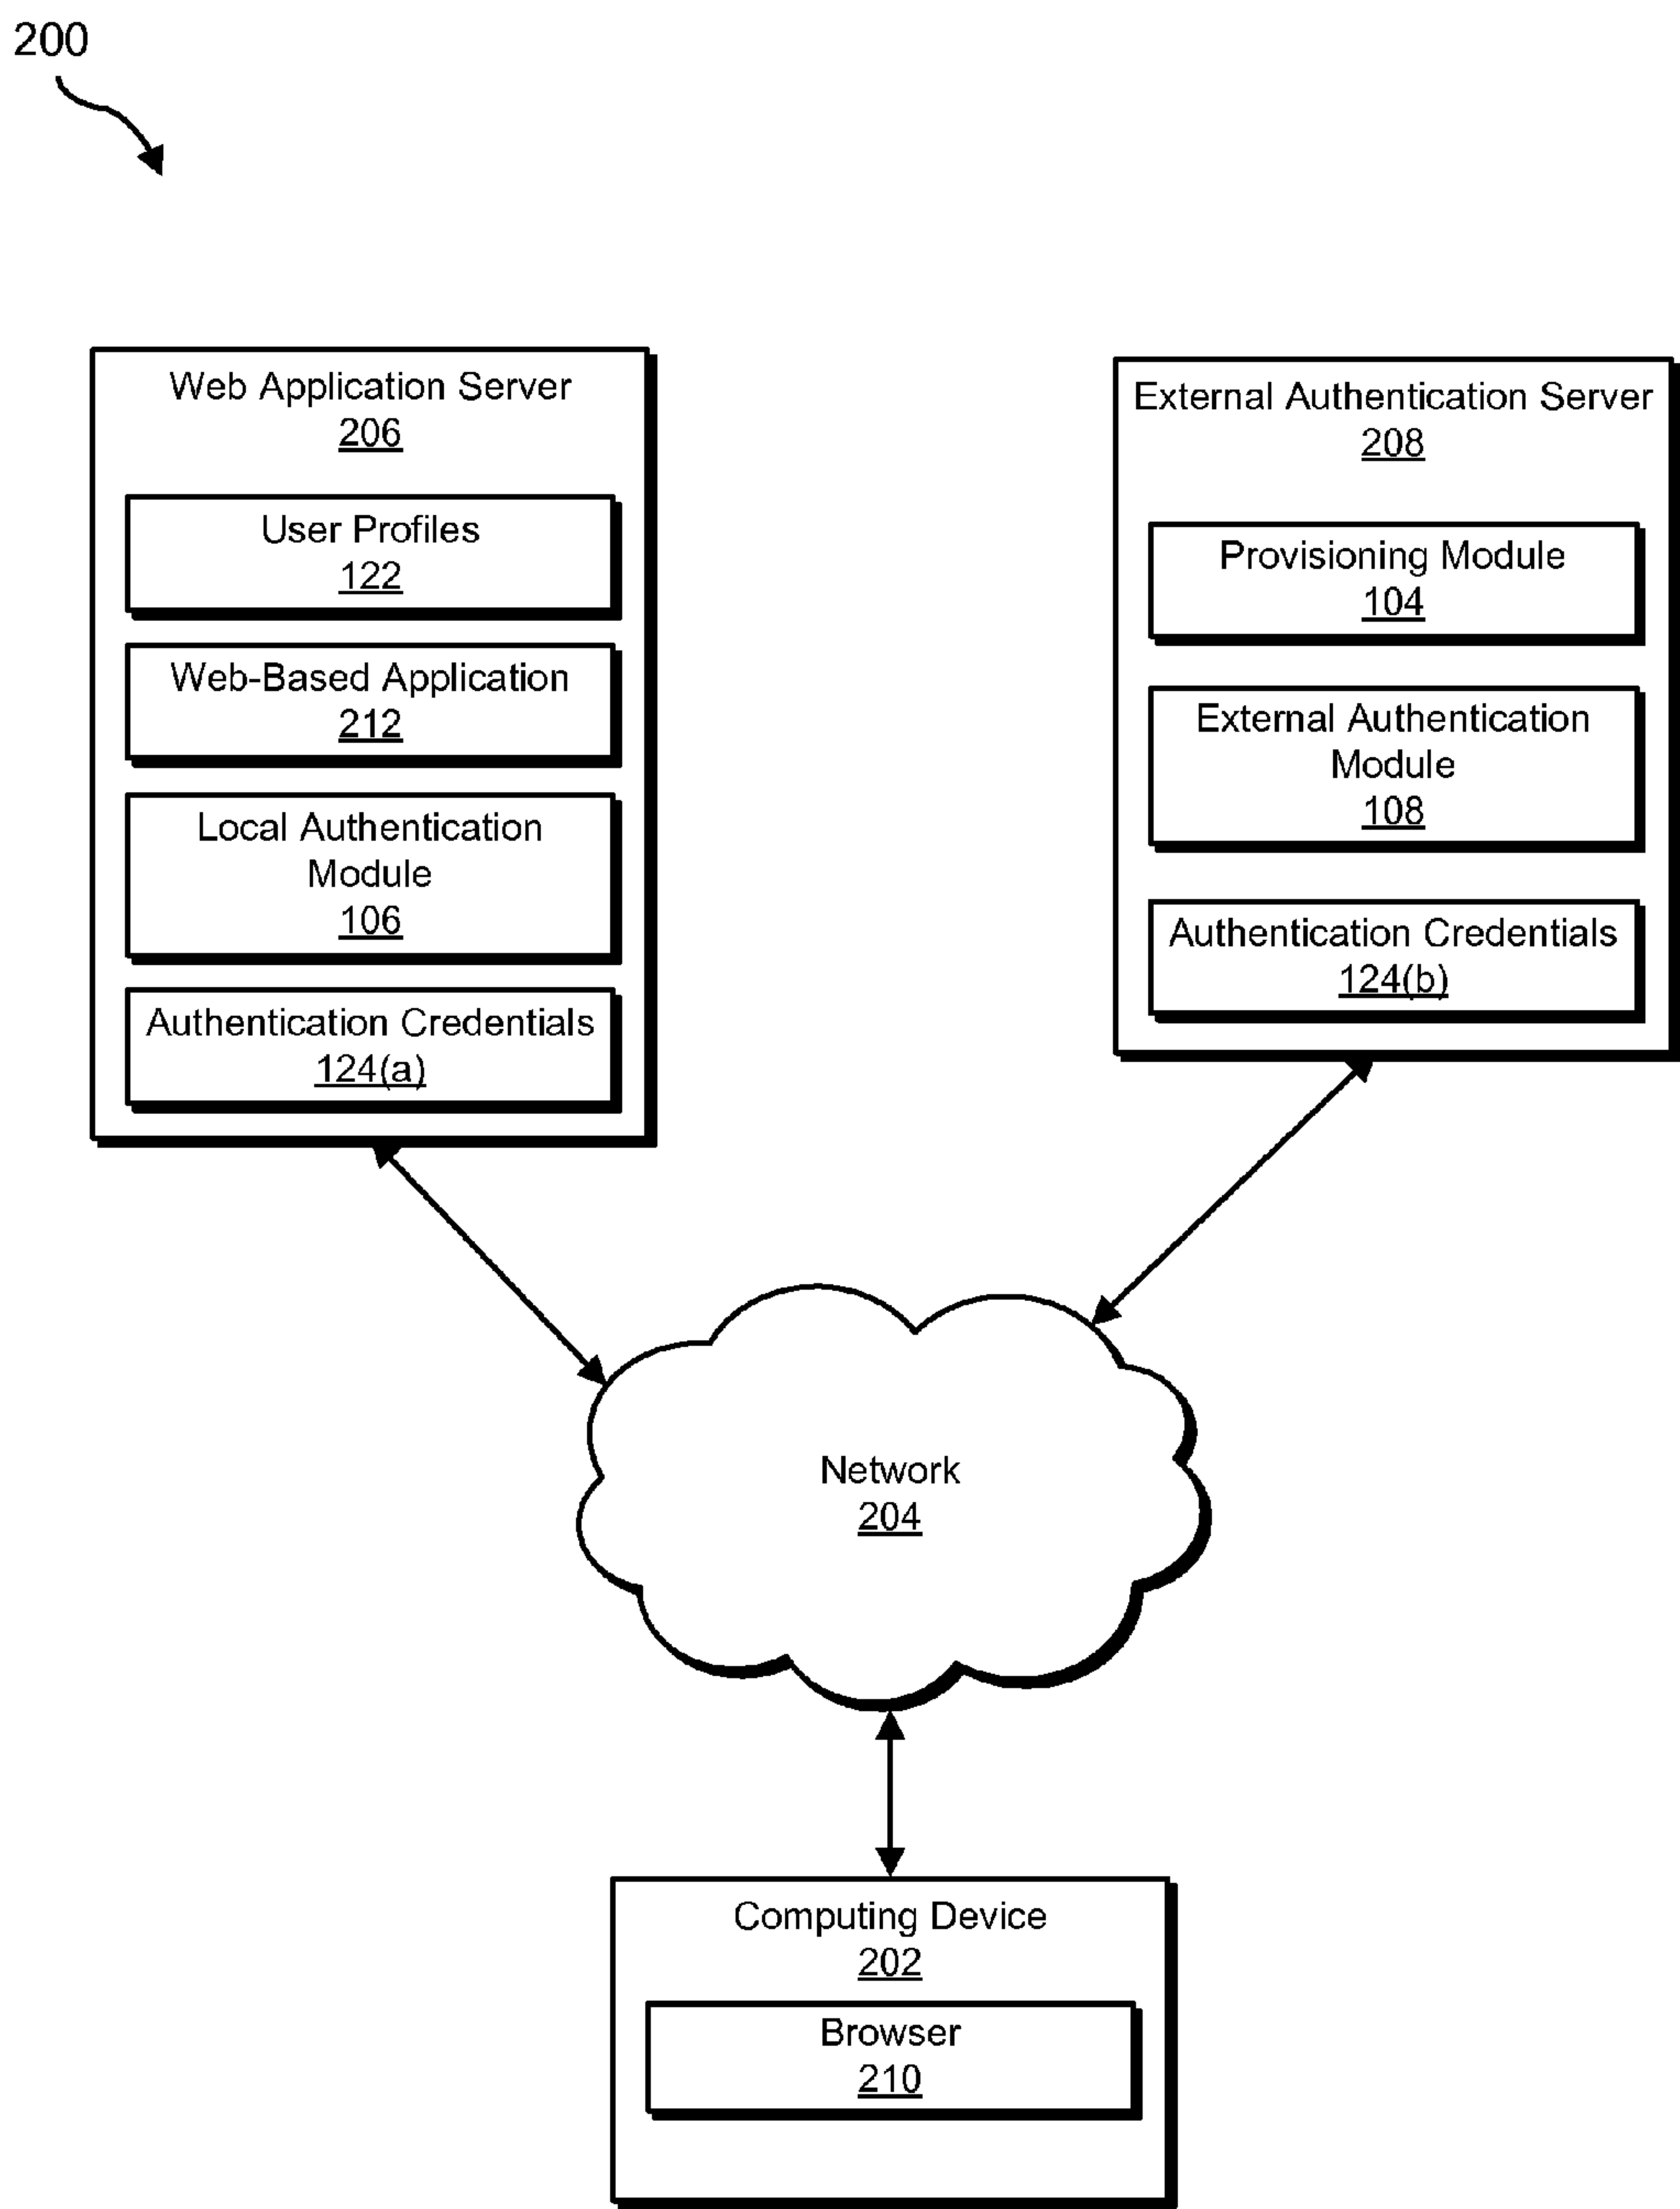 200
Web Application Server
206
User Profiles
122
Web-Based Application
212
Local Authentication
Module
106
Authentication Credentials
124(a)
External Authentication Server
208
Provisioning Module
104
External Authentication
Module
108
Authentication Credentials
124(b)
Network
204
Computing Device
202
Browser
210